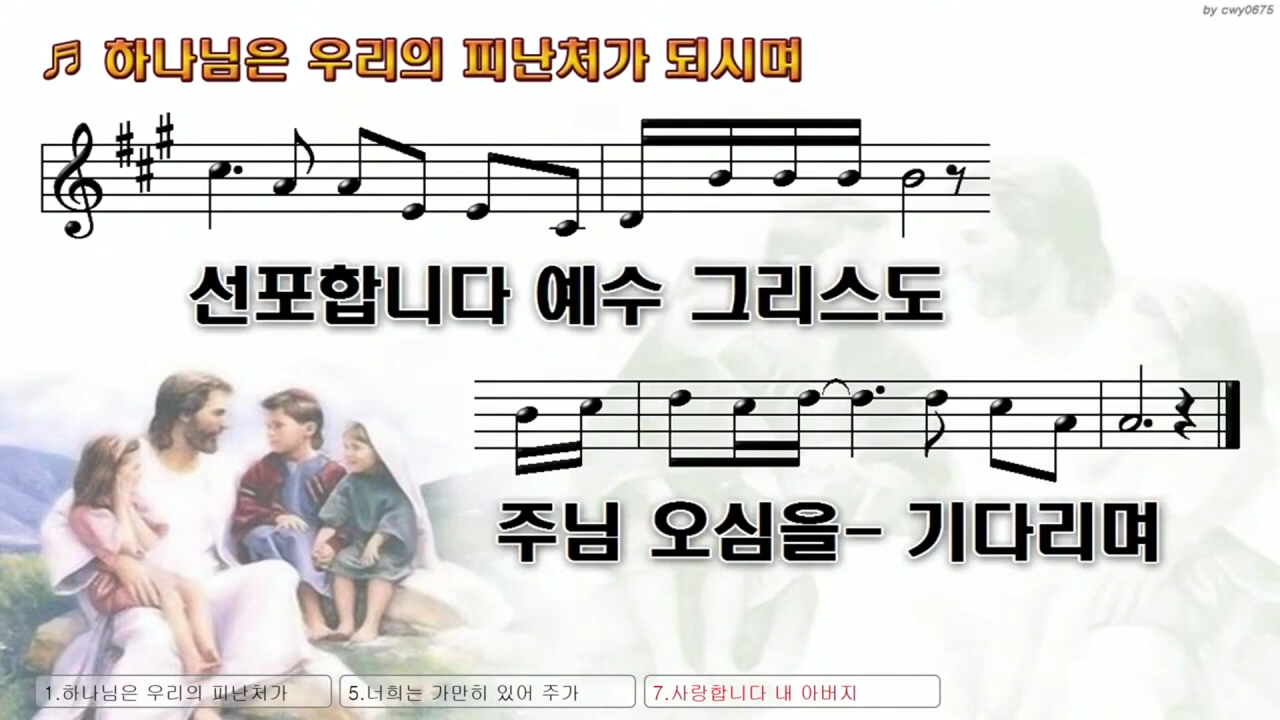 by cwy0675
하나님은 우리의 피난처가 되시며
선포합니다 예수 그리스도
주님 오심을- 기다리며
1.하나님은 우리의 피난처가
5.너희는 가만히 있어 주가
7.사랑합니다 내 아버지